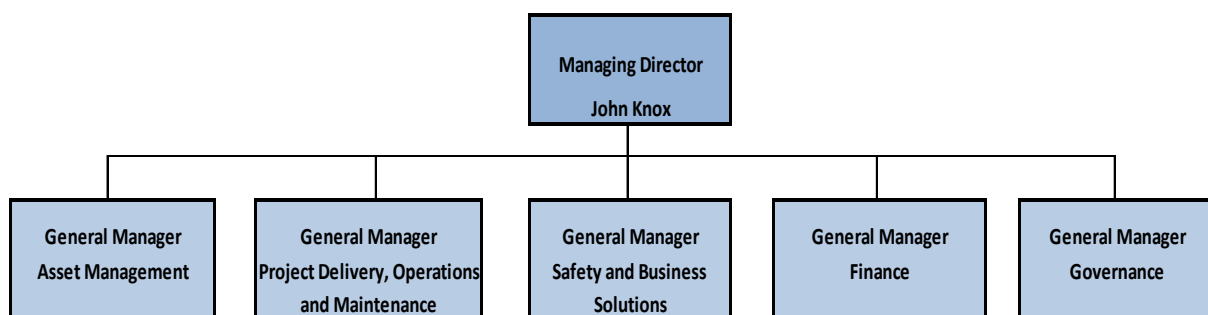 Managing Director
John Knox
General Manager
Asset Management
General Manager
Project Delivery, Operations
and Maintenance
General Manager
Safety and Business
Solutions
General Manager
Finance
General Manager
Governance